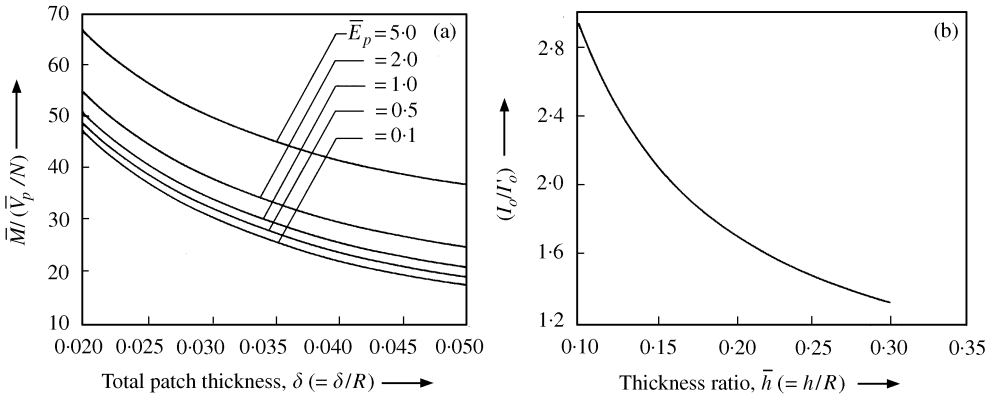 70
60
50
40
30
20
10
M̅/(V̅p/N)
(a)
E̅p = 5·0
= 2·0
= 1·0
= 0·5
= 0·1
0·020 0·025 0·030 0·035 0·040 0·045 0·050
Total patch thickness, δ (= δ/R)
(b)
2·8
2·4
2·0
1·6
1·2
(Io/I'o)
0·10 0·15 0·20 0·25 0·30 0·35
Thickness ratio, h̅ (= h/R)